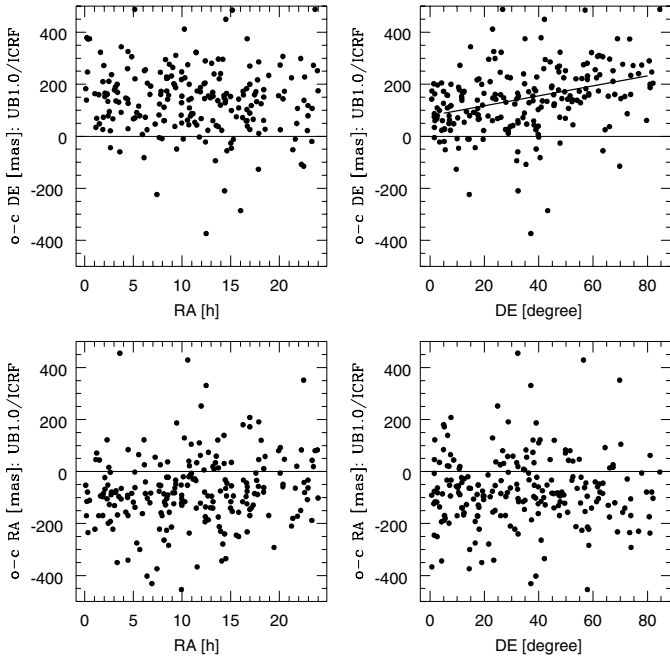 o-c DE [mas]: UB1.0/ICRF
400
200
0
-200
-400
0 5 10 15 20
RA [h]
o-c DE [mas]: UB1.0/ICRF
400
200
0
-200
-400
0 20 40 60 80
DE [degree]
o-c RA [mas]: UB1.0/ICRF
400
200
0
-200
-400
0 5 10 15 20
RA [h]
o-c RA [mas]: UB1.0/ICRF
400
200
0
-200
-400
0 20 40 60 80
DE [degree]